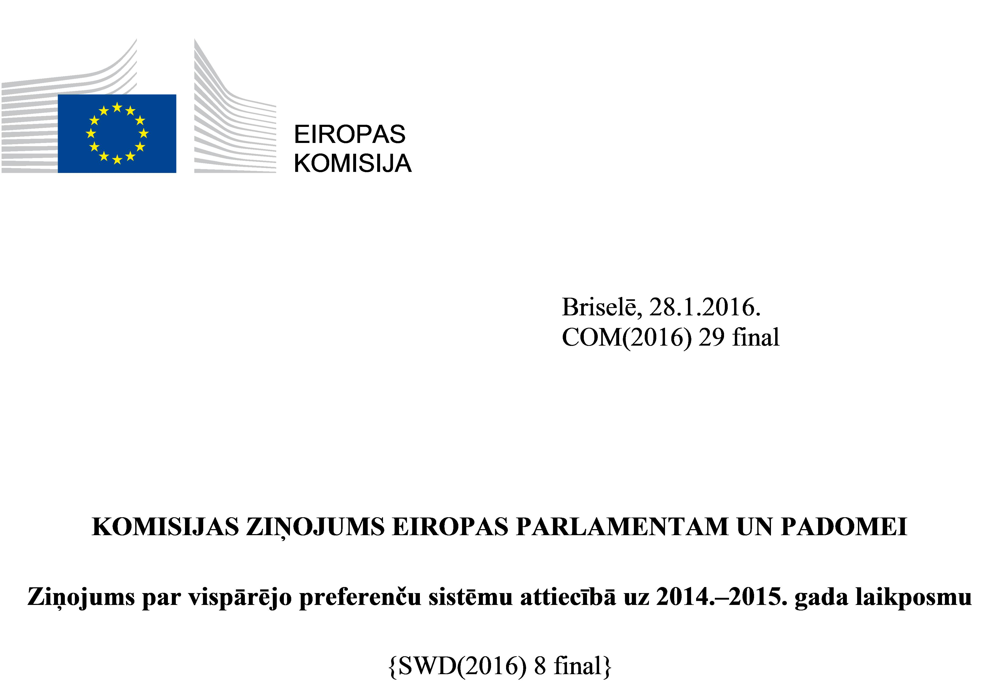 EIROPAS
KOMISIJA
Briselē, 28.1.2016.
COM(2016) 29 final
KOMISIJAS ZIŅOJUMS EIROPAS PARLAMENTAM UN PADOMEI
Ziņojums par vispārējo preferenču sistēmu attiecībā uz 2014.–2015. gada laikposmu
{SWD(2016) 8 final}